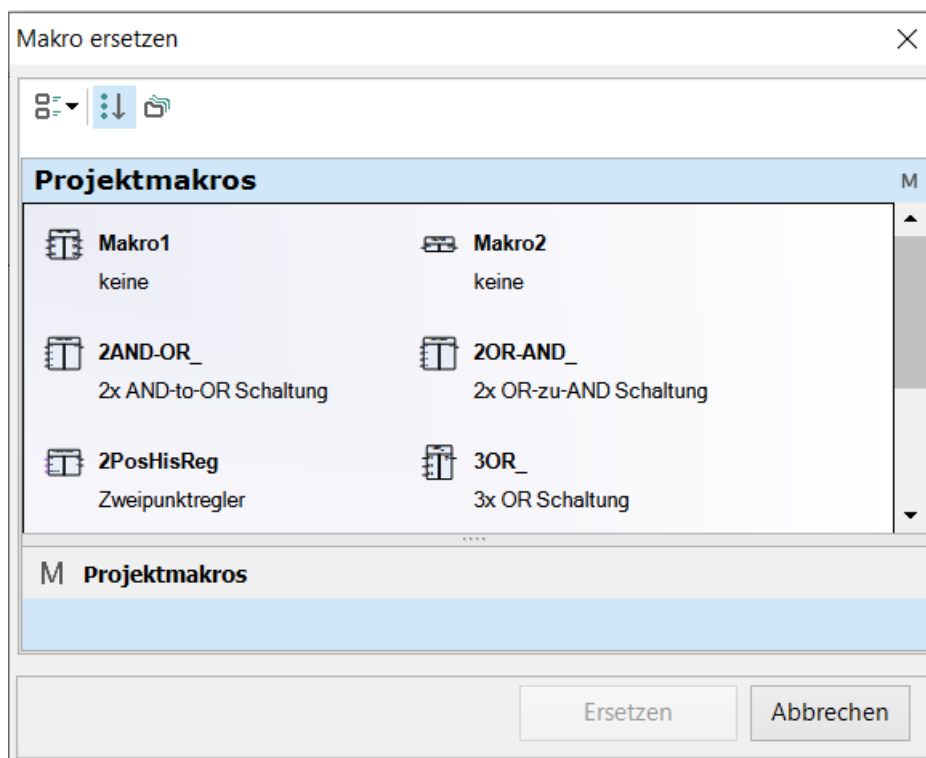 Makro ersetzen
Projektmakros M
Makro1 Makro2
keine keine
2AND-OR_ 2OR-AND_
2x AND-to-OR Schaltung 2x OR-zu-AND Schaltung
2PosHisReg 3OR_
Zweipunktregler 3x OR Schaltung
M Projektmakros
Ersetzen Abbrechen